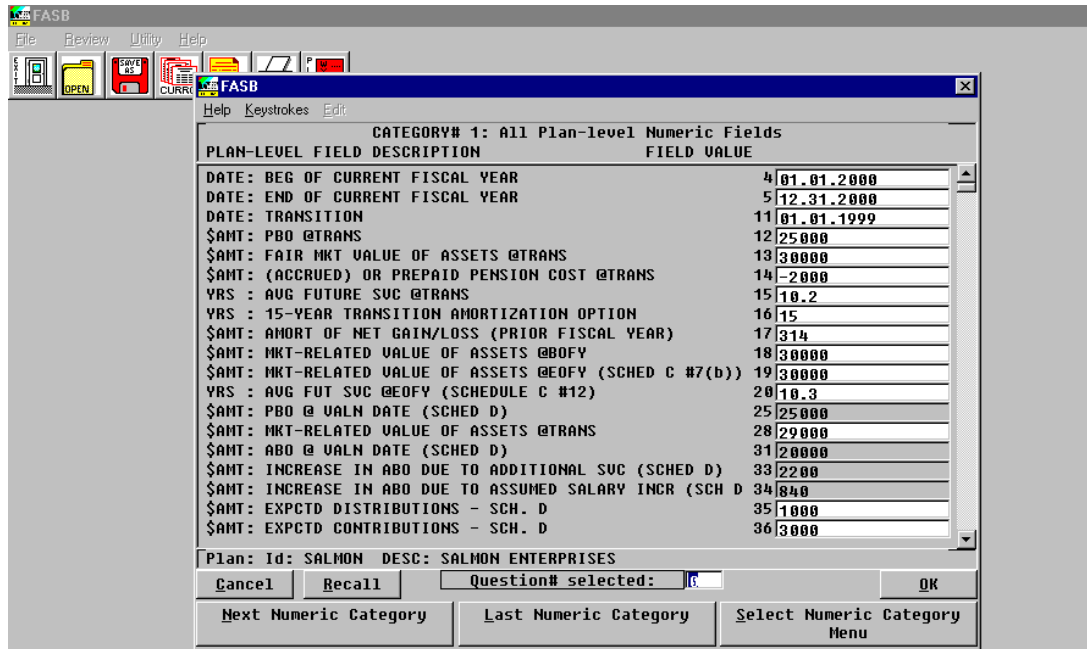 FASB
File Review Utility Help
EXIT OPEN SAVE AS CURRO
FASB
Help Keystrokes Edit
CATEGORY# 1: All Plan-level Numeric Fields
PLAN-LEVEL FIELD DESCRIPTION FIELD VALUE
DATE: BEG OF CURRENT FISCAL YEAR 4 01.01.2000
DATE: END OF CURRENT FISCAL YEAR 5 12.31.2000
DATE: TRANSITION 11 01.01.1999
$AMT: PBO @TRANS 12 25000
$AMT: FAIR MKT VALUE OF ASSETS @TRANS 13 30000
$AMT: (ACCRUED) OR PREPAID PENSION COST @TRANS 14 -2000
YRS : AVG FUTURE SVC @TRANS 15 10.2
YRS : 15-YEAR TRANSITION AMORTIZATION OPTION 16 15
$AMT: AMORT OF NET GAIN/LOSS (PRIOR FISCAL YEAR) 17 314
$AMT: MKT-RELATED VALUE OF ASSETS @BOFY 18 30000
$AMT: MKT-RELATED VALUE OF ASSETS @EOFY (SCHED C #7(b)) 19 30000
YRS : AVG FUT SVC @EOFY (SCHEDULE C #12) 20 10.3
$AMT: PBO @ VALN DATE (SCHED D) 25 25000
$AMT: MKT-RELATED VALUE OF ASSETS @TRANS 28 29000
$AMT: ABO @ VALN DATE (SCHED D) 31 20000
$AMT: INCREASE IN ABO DUE TO ADDITIONAL SVC (SCHED D) 33 2200
$AMT: INCREASE IN ABO DUE TO ASSUMED SALARY INCR (SCH D 34 840
$AMT: EXPCTD DISTRIBUTIONS - SCH. D 35 1000
$AMT: EXPCTD CONTRIBUTIONS - SCH. D 36 3000
Plan: Id: SALMON DESC: SALMON ENTERPRISES
Cancel Recall Question# selected: OK
Next Numeric Category Last Numeric Category Select Numeric Category
Menu